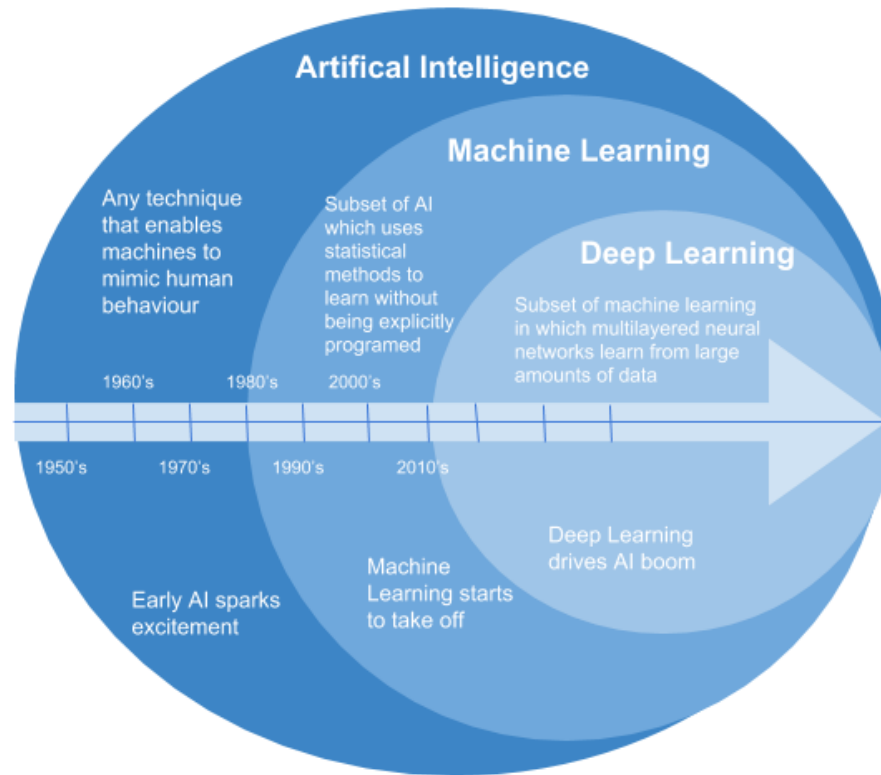 Artifical Intelligence
Machine Learning
Any technique
that enables
machines to
mimic human
behaviour
Subset of AI
which uses
statistical
methods to
learn without
being explicitly
programed
Deep Learning
Subset of machine learning
in which multilayered neural
networks learn from large
amounts of data
1960's
1980's
2000's
1950's
1970's
1990's
2010's
Early AI sparks
excitement
Machine
Learning starts
to take off
Deep Learning
drives AI boom